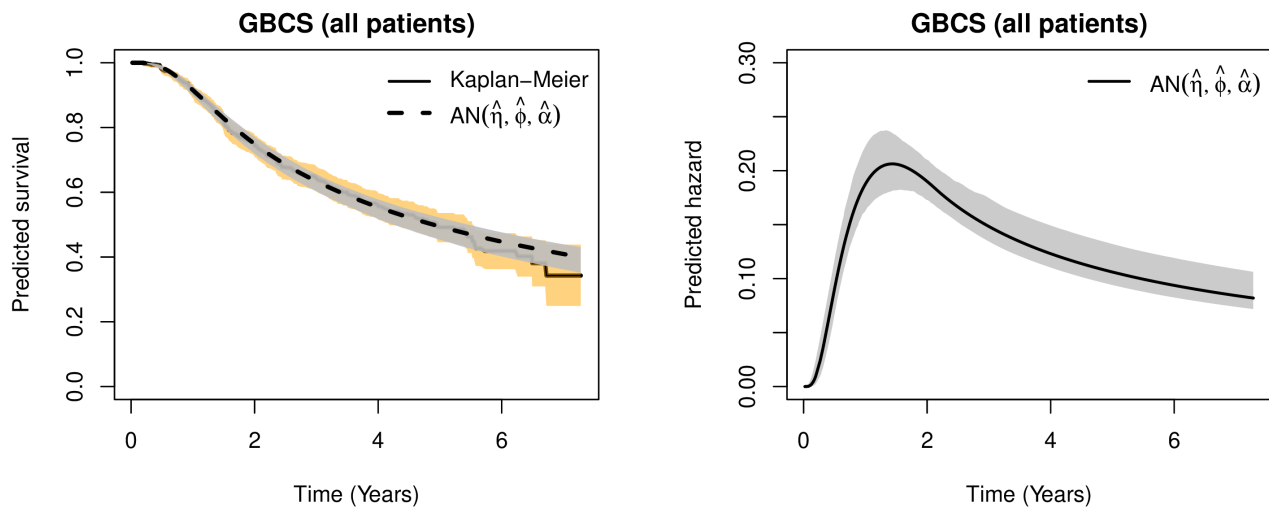 GBCS (all patients)
Kaplan−Meier
AN(η̂, ϕ̂, α̂)
Predicted survival
1.0
0.8
0.6
0.4
0.2
0.0
0 2 4 6
Time (Years)
GBCS (all patients)
AN(η̂, ϕ̂, α̂)
Predicted hazard
0.30
0.20
0.10
0.00
0 2 4 6
Time (Years)